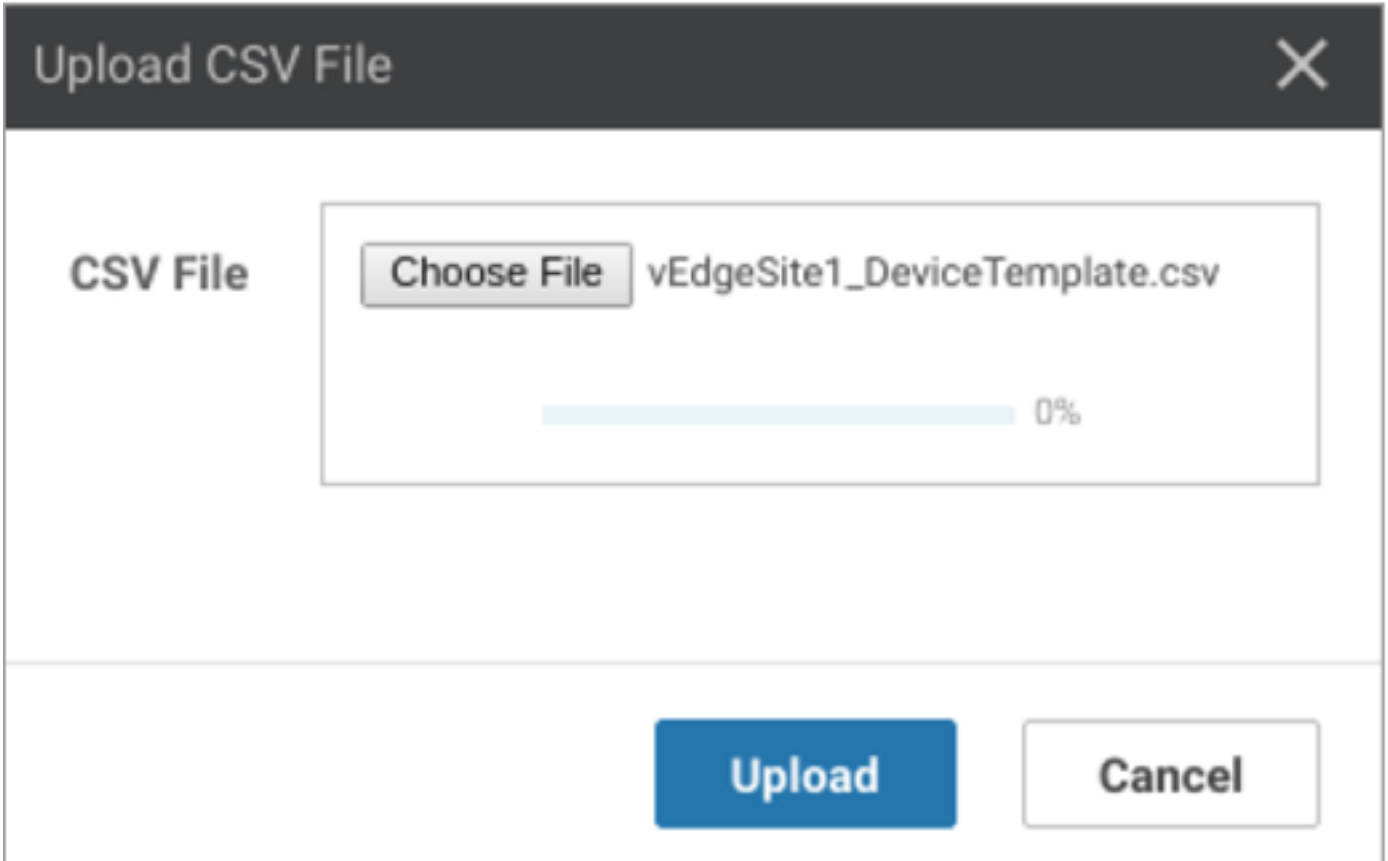 Upload CSV File
CSV File
Choose File vEdgeSite1_DeviceTemplate.csv
0%
Upload
Cancel